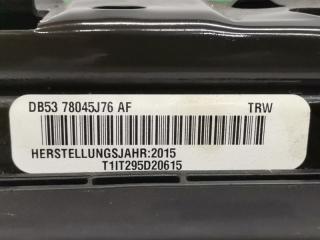 DB53 78045J76 AF TRW
HERSTELLUNGSJAHR:2015
T1IT295D20615